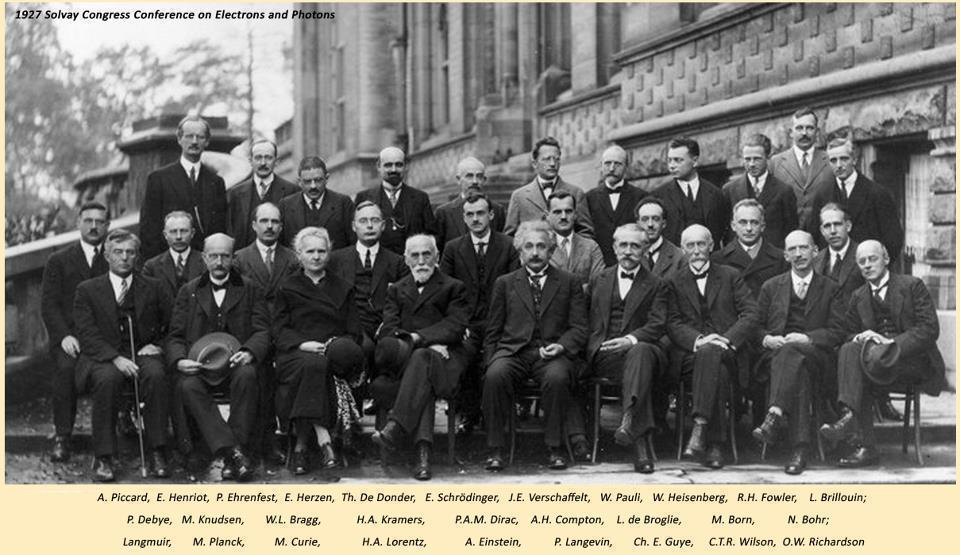 1927 Solvay Congress Conference on Electrons and Photons
A. Piccard, E. Henriot, P. Ehrenfest, E. Herzen, Th. De Donder, E. Schrödinger, J.E. Verschaffelt, W. Pauli, W. Heisenberg, R.H. Fowler, L. Brillouin;
P. Debye, M. Knudsen, W.L. Bragg, H.A. Kramers, P.A.M. Dirac, A.H. Compton, L. de Broglie, M. Born, N. Bohr;
Langmuir, M. Planck, M. Curie, H.A. Lorentz, A. Einstein, P. Langevin, Ch. E. Guye, C.T.R. Wilson, O.W. Richardson